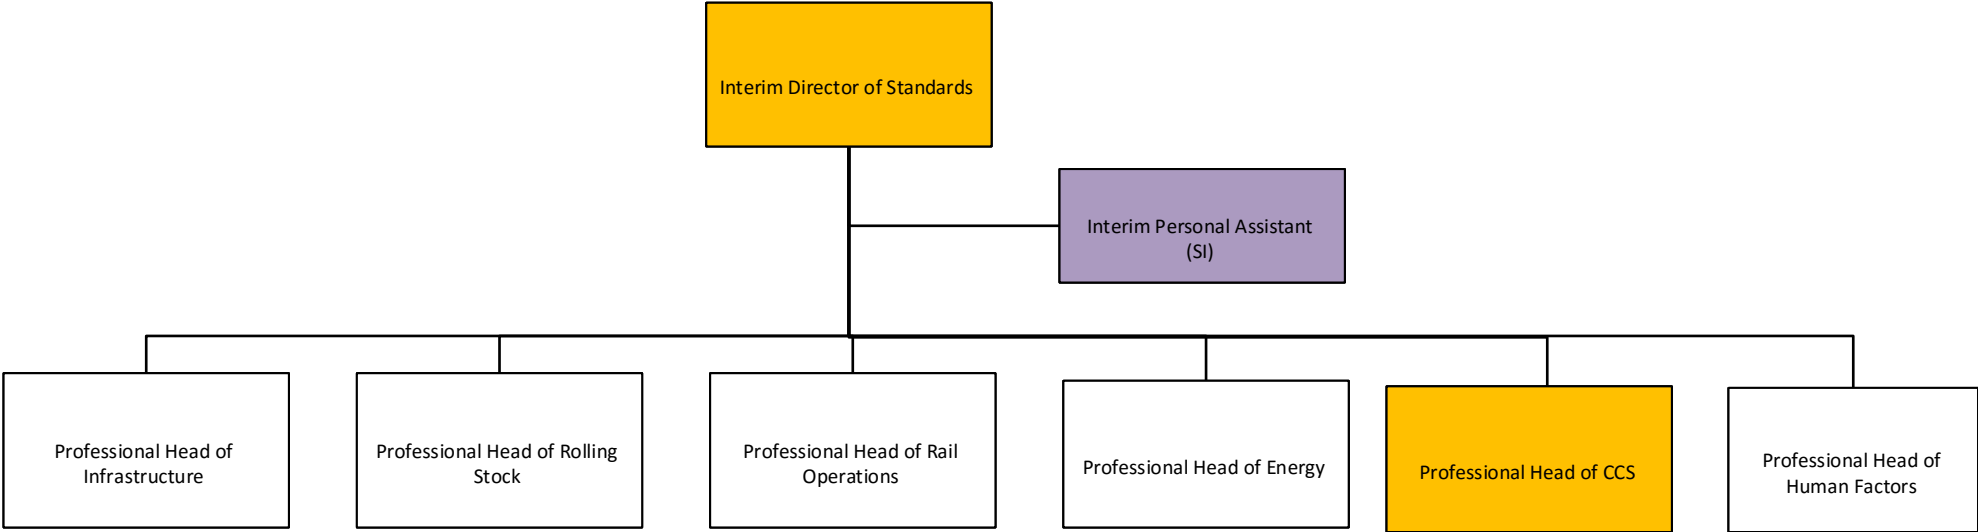 Interim Director of Standards
Interim Personal Assistant
(SI)
Professional Head of
Infrastructure
Professional Head of Rolling
Stock
Professional Head of Rail
Operations
Professional Head of Energy
Professional Head of CCS
Professional Head of
Human Factors